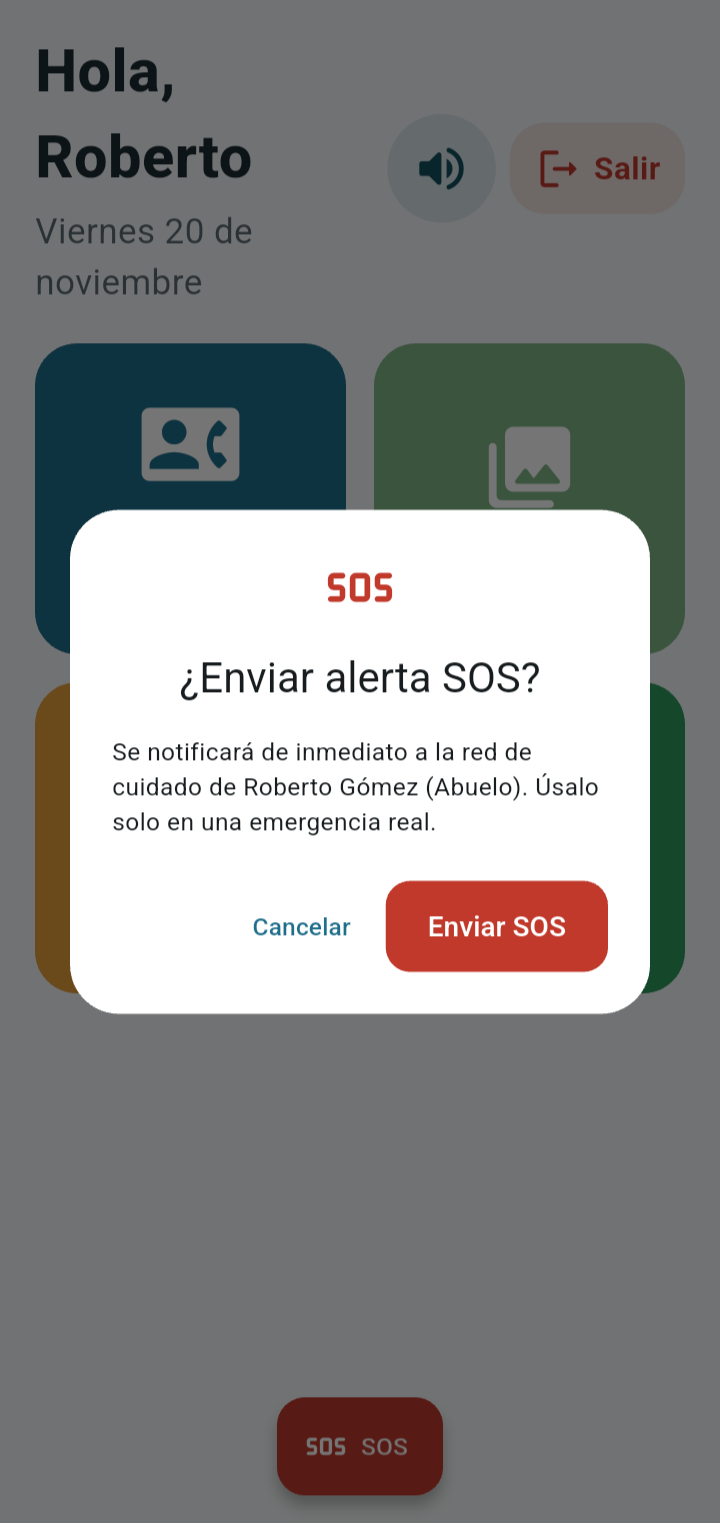 Hola,
Roberto
Salir
Viernes 20 de
noviembre
SOS
¿Enviar alerta SOS?
Se notificará de inmediato a la red de
cuidado de Roberto Gómez (Abuelo). Úsalo
solo en una emergencia real.
Cancelar
Enviar SOS
SOS SOS